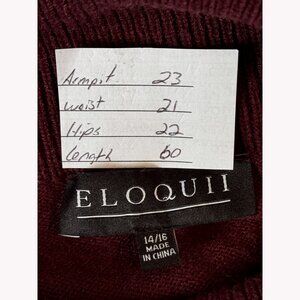 Armpit 23
waist 21
Hips 22
length 60
ELOQUII
14/16
MADE
IN CHINA